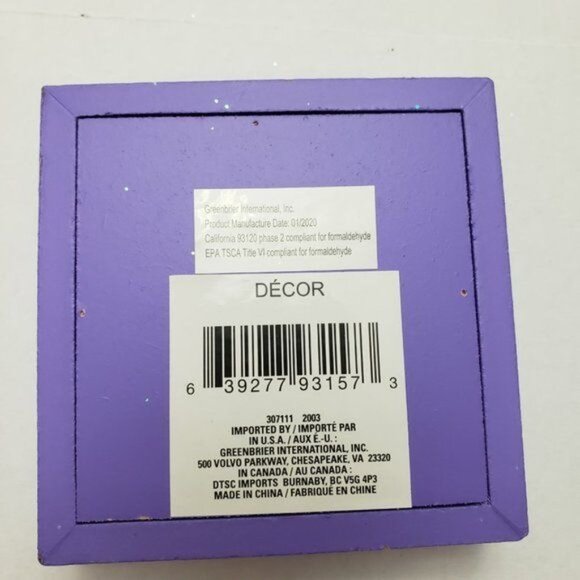 Greenbrier International, Inc.
Product Manufacture Date: 01/2020
California 93120 phase 2 compliant for formaldehyde
EPA TSCA Title VI compliant for formaldehyde
DÉCOR
6 39277 93157 3
307111 2003
IMPORTED BY / IMPORTÉ PAR
IN U.S.A. / AUX É.-U. :
GREENBRIER INTERNATIONAL, INC.
500 VOLVO PARKWAY, CHESAPEAKE, VA 23320
IN CANADA / AU CANADA :
DTSC IMPORTS BURNABY, BC V5G 4P3
MADE IN CHINA / FABRIQUÉ EN CHINE